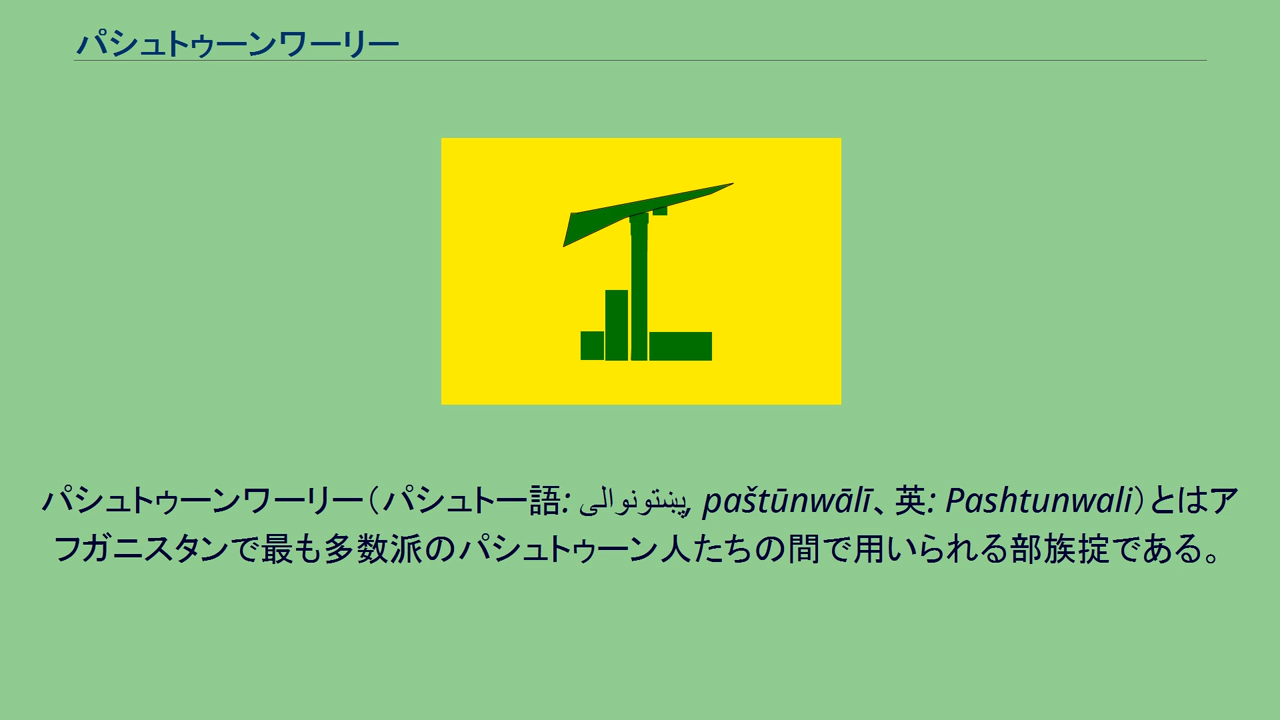 パシュトゥーンワーリー
パシュトゥーンワーリー（パシュトー語: پښتونوالی, paštūnwālī、英: Pashtunwali）とはア
フガニスタンで最も多数派のパシュトゥーン人たちの間で用いられる部族掟である。